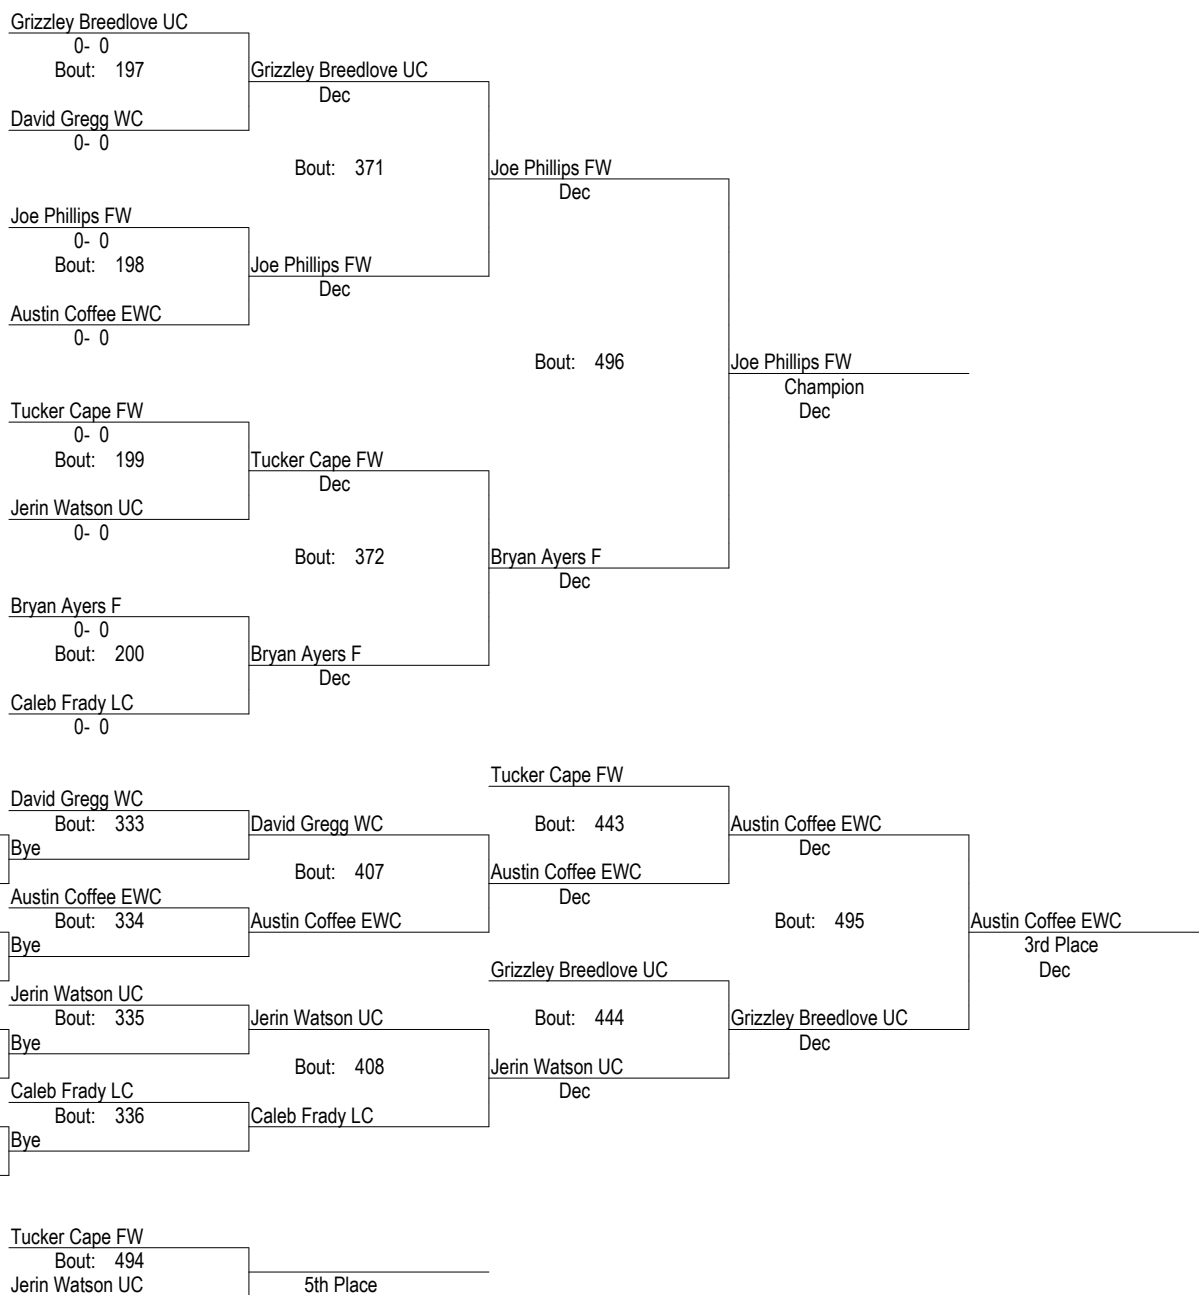 Grizzley Breedlove UC
0- 0
Bout: 197
Grizzley Breedlove UC
Dec
David Gregg WC
0- 0
Bout: 371
Joe Phillips FW
Dec
Joe Phillips FW
0- 0
Bout: 198
Joe Phillips FW
Dec
Austin Coffee EWC
0- 0
Bout: 496
Joe Phillips FW
Champion
Dec
Tucker Cape FW
0- 0
Bout: 199
Tucker Cape FW
Dec
Jerin Watson UC
0- 0
Bout: 372
Bryan Ayers F
Dec
Bryan Ayers F
0- 0
Bout: 200
Bryan Ayers F
Dec
Caleb Frady LC
0- 0
Tucker Cape FW
David Gregg WC
Bout: 333
David Gregg WC
Bout: 443
Austin Coffee EWC
Dec
Bye
Bout: 407
Austin Coffee EWC
Dec
Austin Coffee EWC
Bout: 334
Austin Coffee EWC
Bout: 495
Austin Coffee EWC
3rd Place
Dec
Bye
Grizzley Breedlove UC
Jerin Watson UC
Bout: 335
Jerin Watson UC
Bout: 444
Grizzley Breedlove UC
Dec
Bye
Bout: 408
Jerin Watson UC
Dec
Caleb Frady LC
Bout: 336
Caleb Frady LC
Bye
Tucker Cape FW
Bout: 494
Jerin Watson UC
5th Place